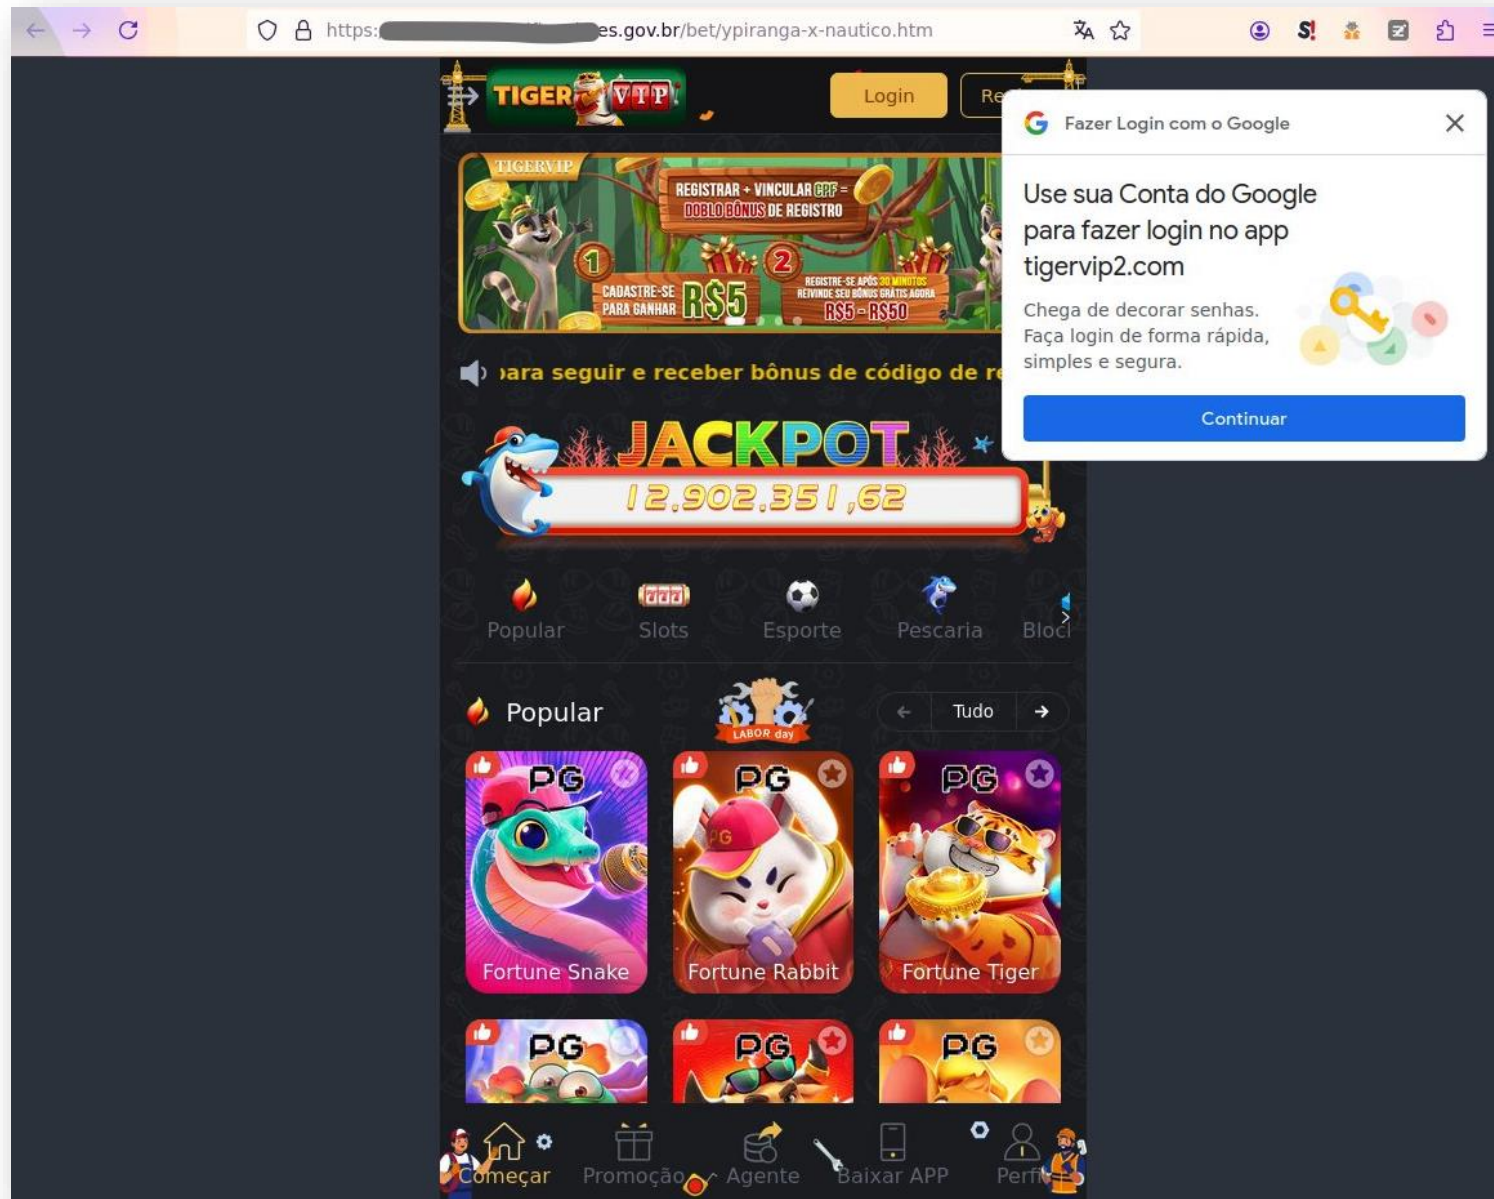 https:
es.gov.br/bet/ypiranga-x-nautico.htm
TIGER VIP!
Login
Re
Fazer Login com o Google
Use sua Conta do Google
para fazer login no app
tigervip2.com
Chega de decorar senhas.
Faça login de forma rápida,
simples e segura.
Continuar
TIGERVIP
REGISTRAR + VINCULAR CPF =
DOBLO BÔNUS DE REGISTRO
1
CADASTRE-SE
PARA GANHAR R$5
2
REGISTRE-SE APÓS 30 MINUTOS
REIVINDE SEU BÔNUS GRÁTIS AGORA
R$5 - R$50
para seguir e receber bônus de código de re
JACKPOT
12.902.351,62
777
Popular
Slots
Esporte
Pescaria
Bloc
Popular
LABOR day
Tudo
PG
Fortune Snake
PG
PG
Fortune Rabbit
PG
Fortune Tiger
PG
PG
PG
Começar
Promoção
Agente
Baixar APP
Perfil